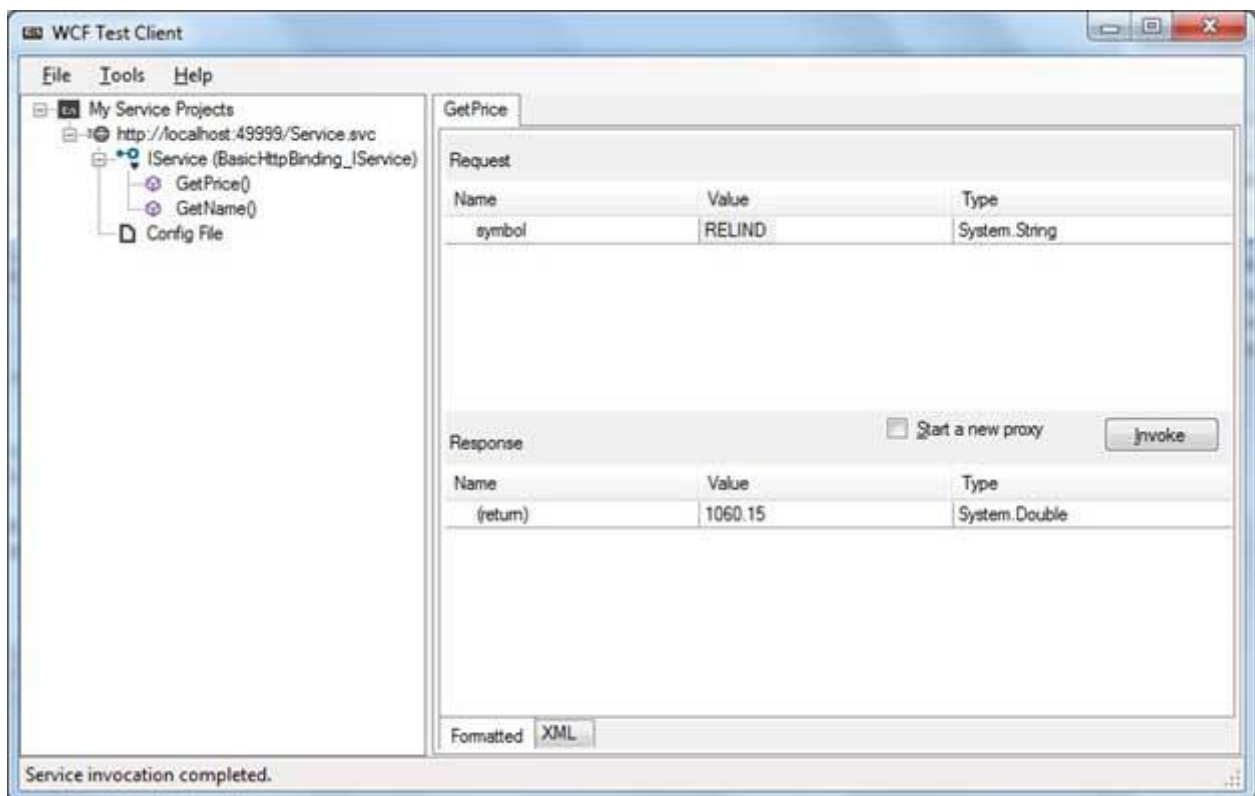 WCF Test Client
File Tools Help
My Service Projects
http://localhost:49999/Service.svc
IService (BasicHttpBinding_IService)
GetPrice()
GetName()
Config File
GetPrice
Request
Name Value Type
symbol RELIND System.String
Response Start a new proxy Invoke
Name Value Type
(return) 1060.15 System.Double
Formatted XML
Service invocation completed.